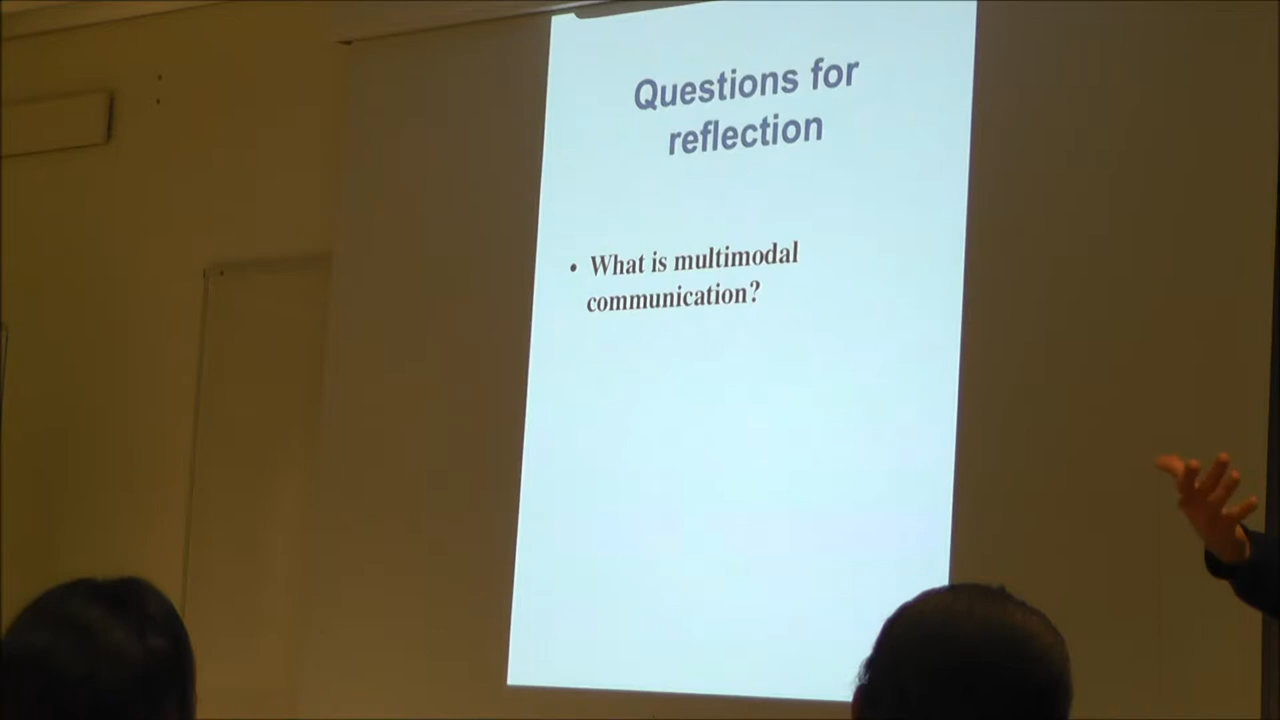 Questions for
reflection
• What is multimodal
communication?